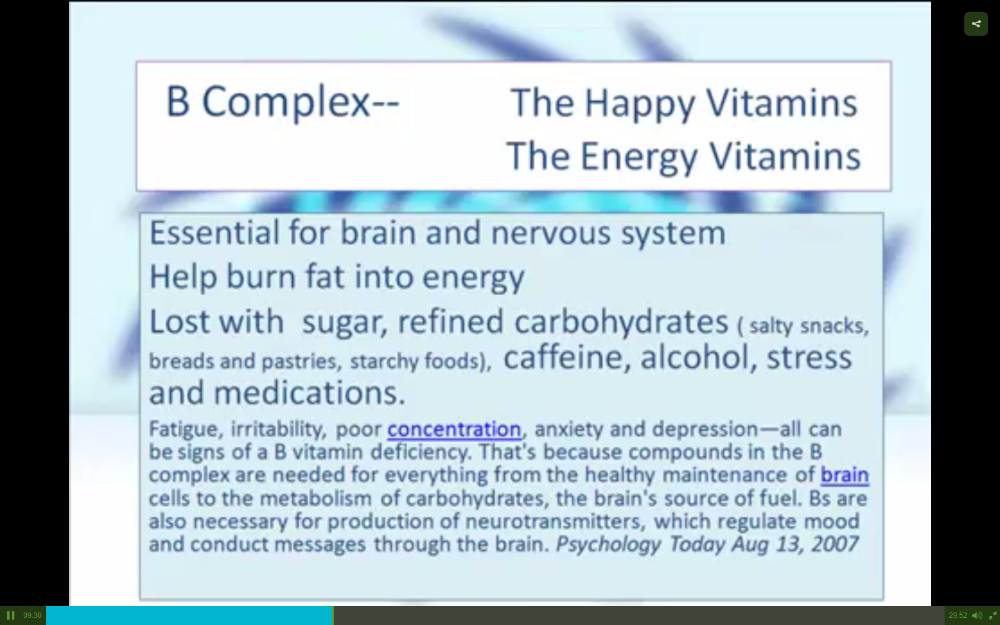 B Complex-- The Happy Vitamins
The Energy Vitamins
Essential for brain and nervous system
Help burn fat into energy
Lost with sugar, refined carbohydrates ( salty snacks,
breads and pastries, starchy foods), caffeine, alcohol, stress
and medications.
Fatigue, irritability, poor concentration, anxiety and depression—all can
be signs of a B vitamin deficiency. That's because compounds in the B
complex are needed for everything from the healthy maintenance of brain
cells to the metabolism of carbohydrates, the brain's source of fuel. Bs are
also necessary for production of neurotransmitters, which regulate mood
and conduct messages through the brain. Psychology Today Aug 13, 2007
09:30 29:52